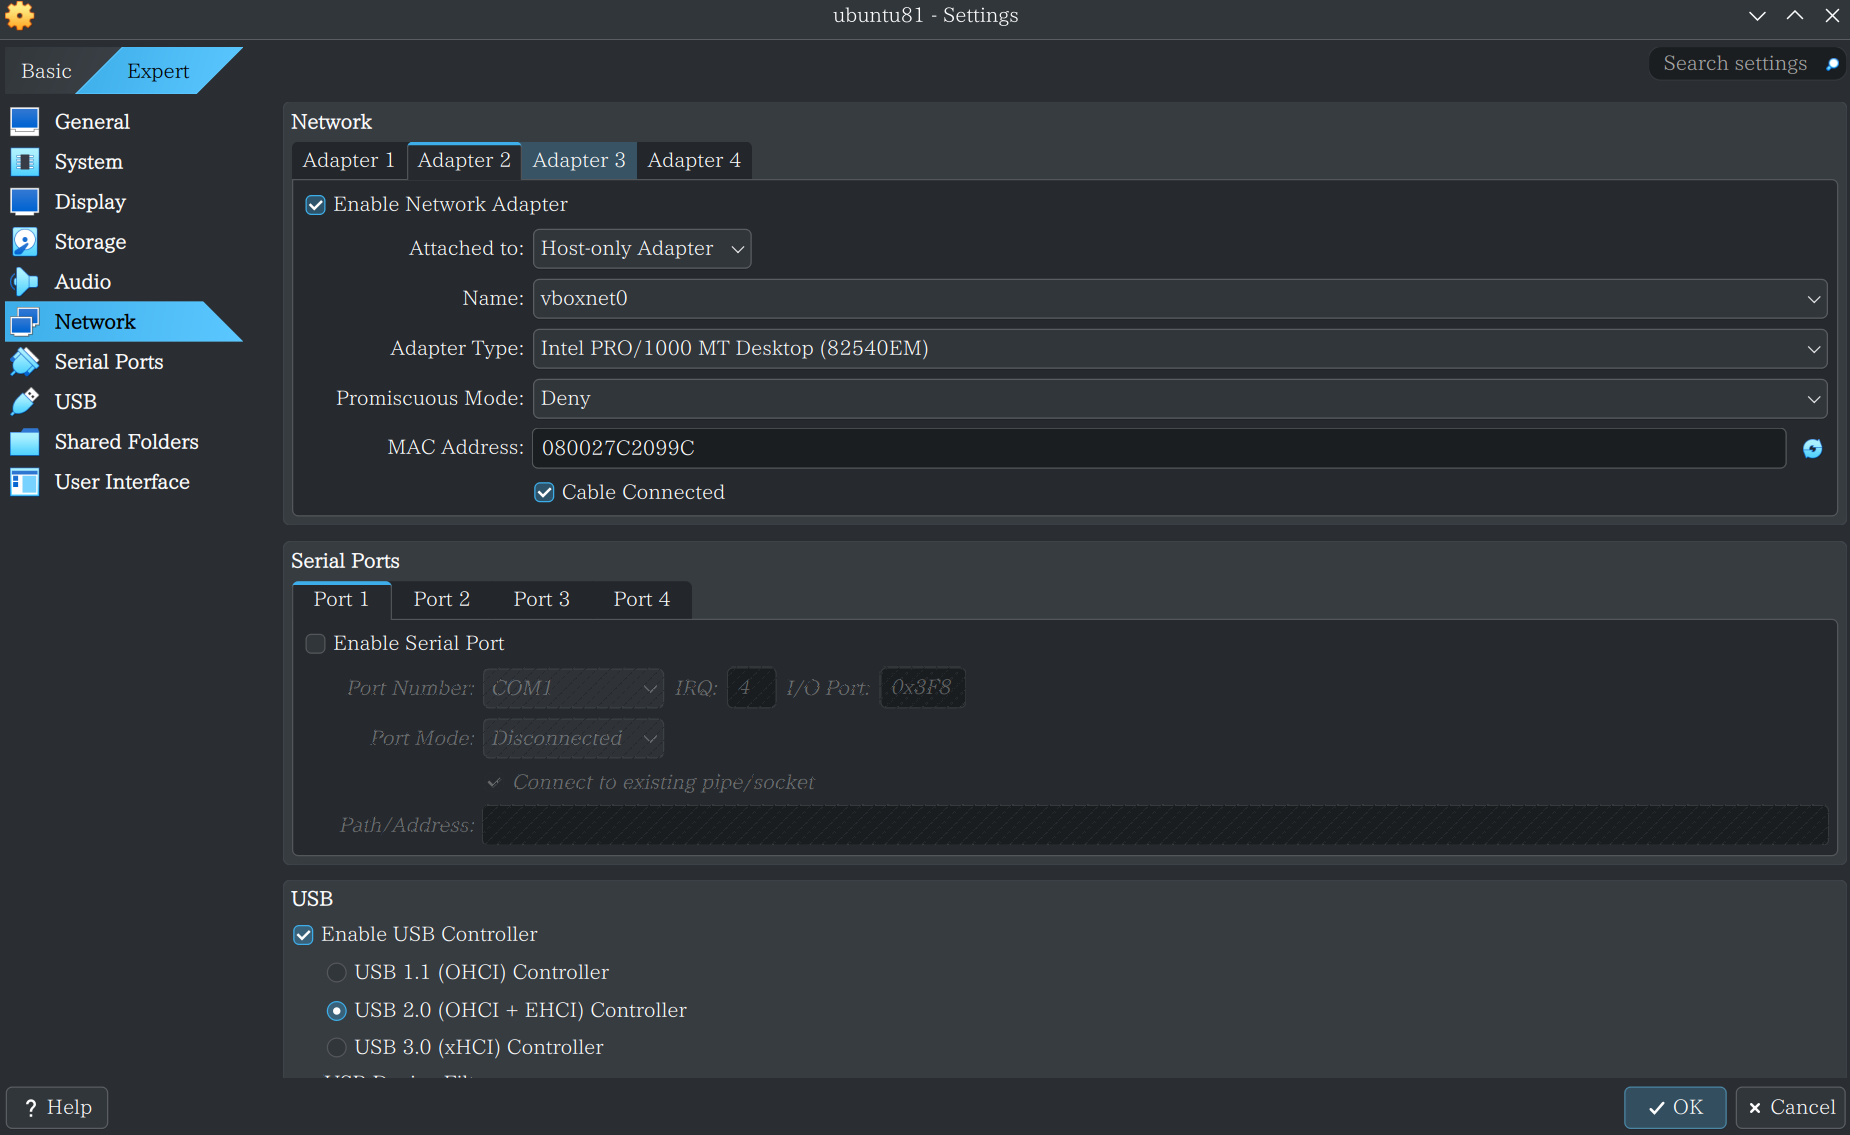 ubuntu81 - Settings
Basic
Expert
Search settings
General
System
Display
Storage
Audio
Network
Serial Ports
USB
Shared Folders
User Interface
Network
Adapter 1
Adapter 2
Adapter 3
Adapter 4
Enable Network Adapter
Attached to: Host-only Adapter
Name: vboxnet0
Adapter Type: Intel PRO/1000 MT Desktop (82540EM)
Promiscuous Mode: Deny
MAC Address: 080027C2099C
Cable Connected
Serial Ports
Port 1
Port 2
Port 3
Port 4
Enable Serial Port
Port Number: COM1 IRQ: 4 I/O Port: 0x3F8
Port Mode: Disconnected
Connect to existing pipe/socket
Path/Address:
USB
Enable USB Controller
USB 1.1 (OHCI) Controller
USB 2.0 (OHCI + EHCI) Controller
USB 3.0 (xHCI) Controller
? Help
OK
Cancel